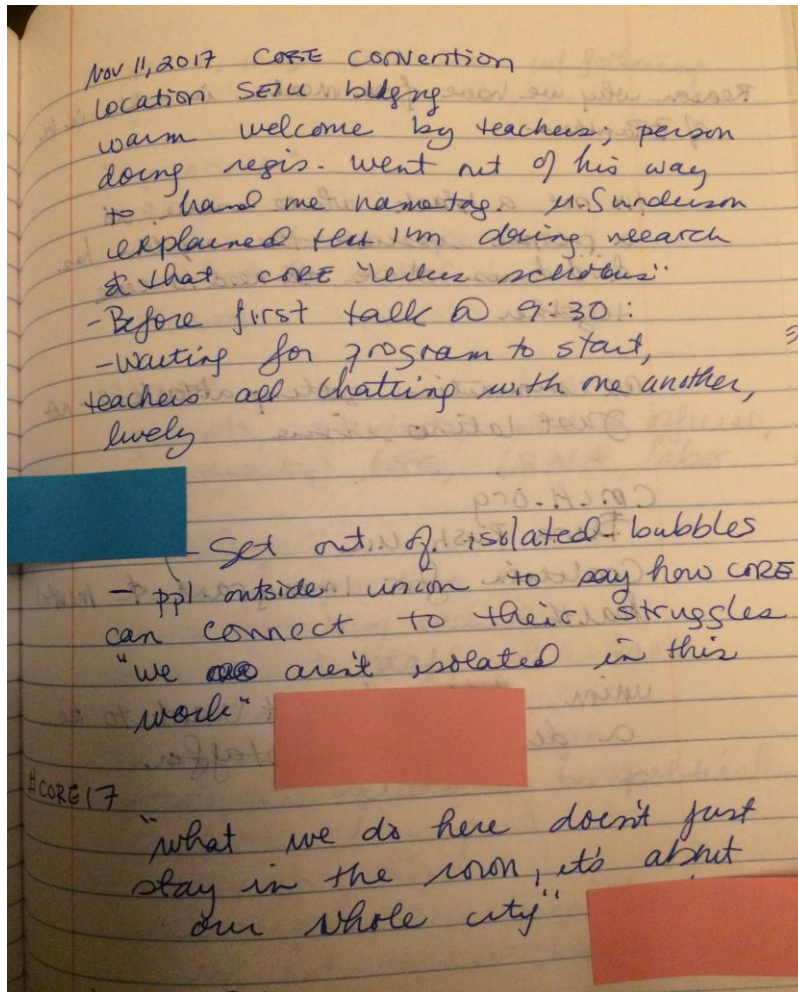 Nov 11, 2017 CORE Convention
Location SEIU bldgng
warm welcome by teachers; person
doing regis. went out of his way
to hand me nametag.
explained that I'm doing research
& that CORE "
- Before first talk @ 9:30:
- Waiting for program to start,
teachers all chatting with one another,
lively
- Get out of isolated bubbles
- ppl outside union to say how CORE
can connect to their struggles
"we aren't isolated in this
work"
#CORE17
"what we do here doesn't just
stay in the room, it's about
our whole city"